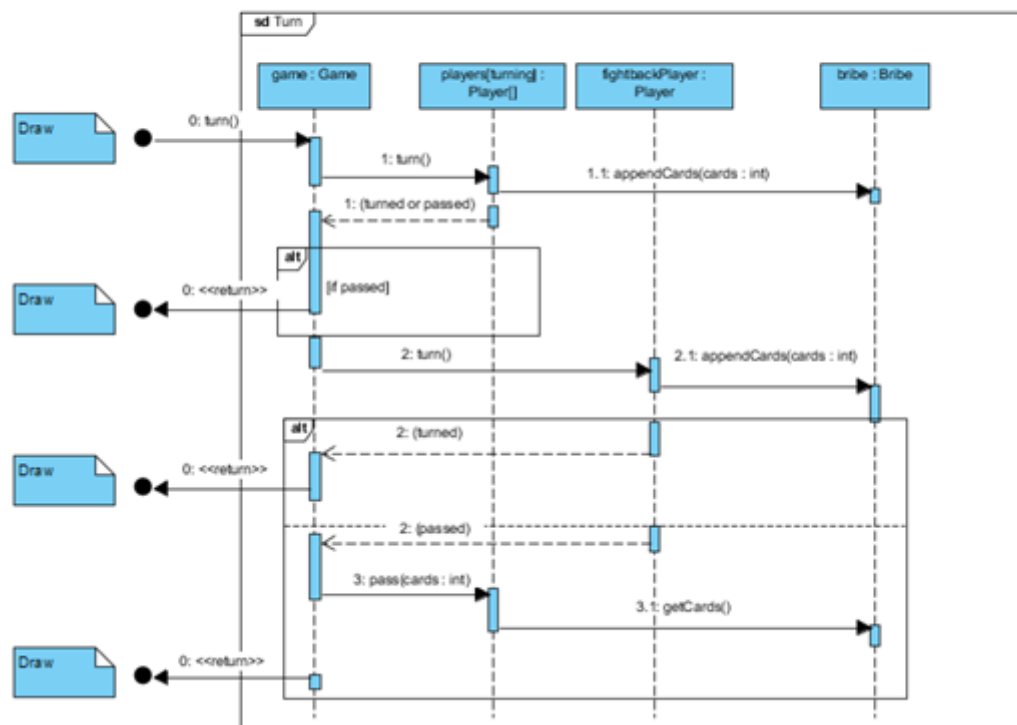 sd Turn
game : Game
players[turning] :
Player[]
fightbackPlayer :
Player
bribe : Bribe
Draw
0: turn()
1: turn()
1.1: appendCards(cards : int)
1: (turned or passed)
alt
Draw
0: <<return>>
[if passed]
2: turn()
2.1: appendCards(cards : int)
alt
2: (turned)
Draw
0: <<return>>
2: (passed)
3: pass(cards : int)
3.1: getCards()
Draw
0: <<return>>